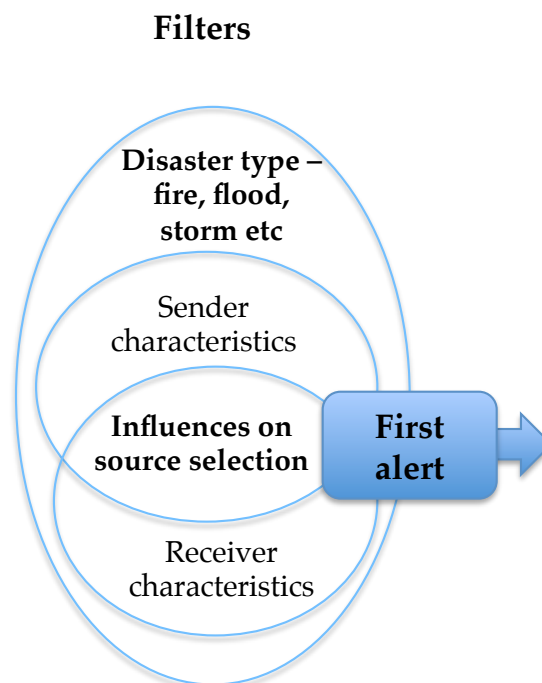 Filters
Disaster type –
fire, flood,
storm etc
Sender
characteristics
Influences on
source selection
First
alert
Receiver
characteristics